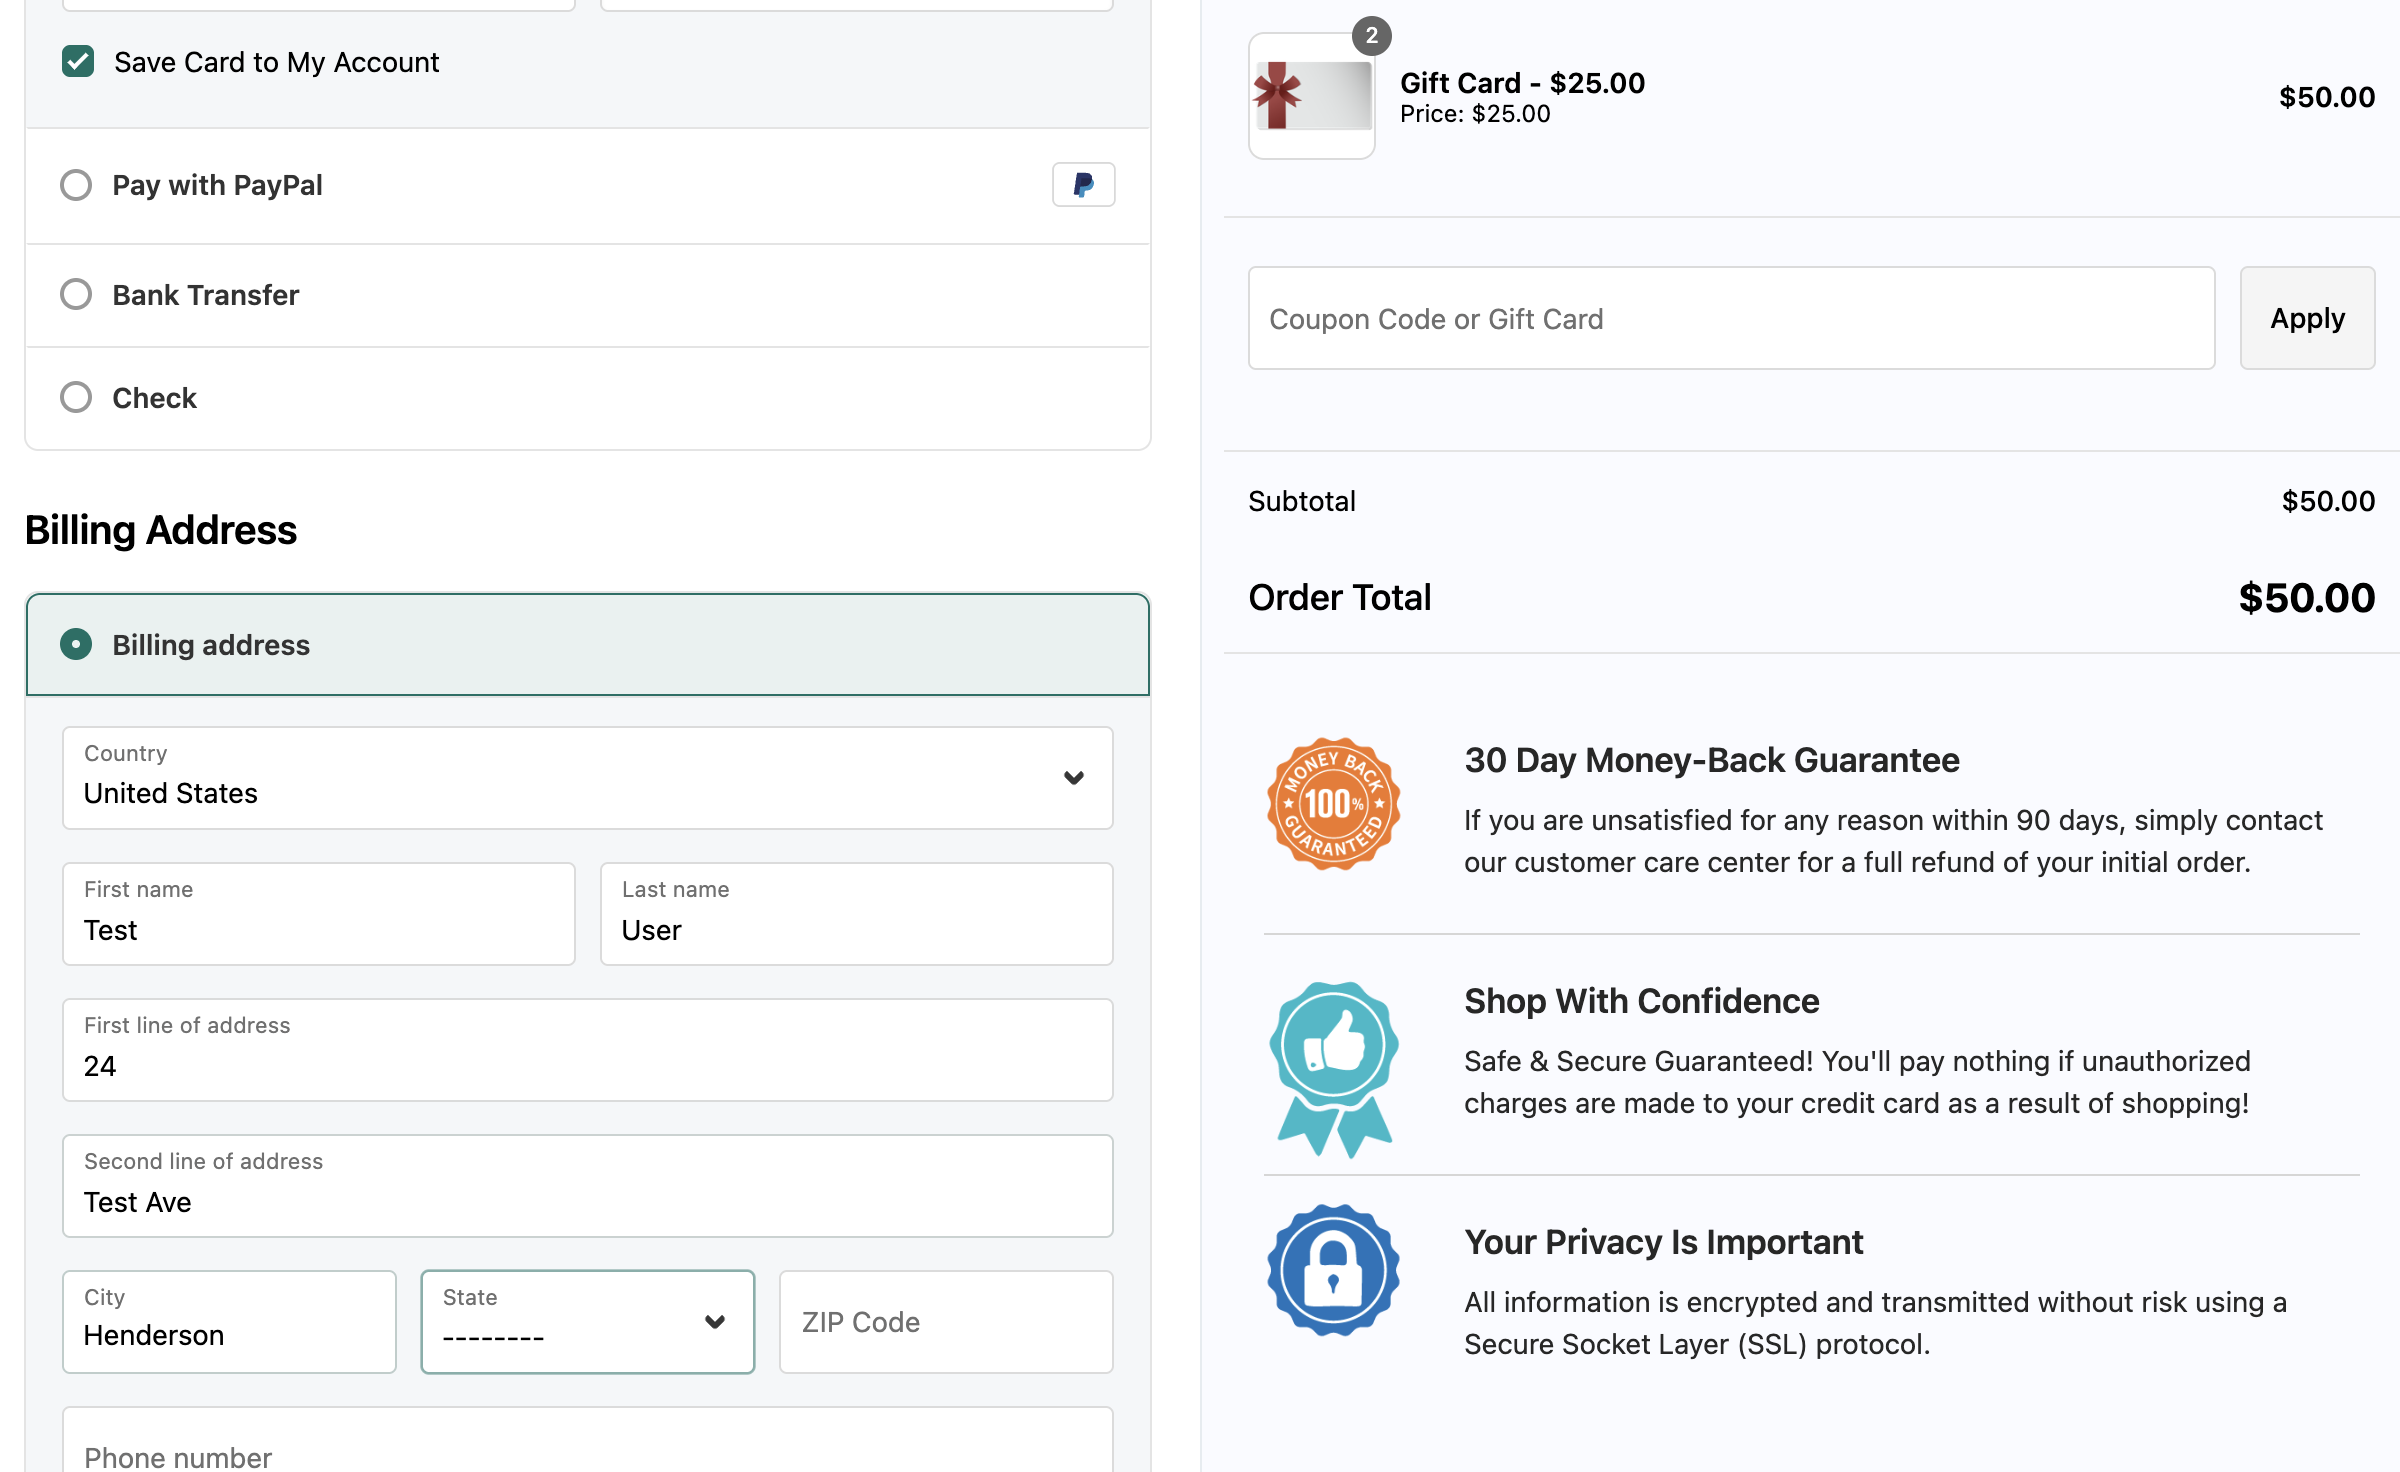 Save Card to My Account
Pay with PayPal
Bank Transfer
Check
Billing Address
Billing address
Country
United States
First name
Test
Last name
User
First line of address
24
Second line of address
Test Ave
City
Henderson
State
--------
ZIP Code
Phone number
2
Gift Card - $25.00
Price: $25.00
$50.00
Coupon Code or Gift Card
Apply
Subtotal
$50.00
Order Total
$50.00
MONEY BACK
100%
GUARANTEED
30 Day Money-Back Guarantee
If you are unsatisfied for any reason within 90 days, simply contact
our customer care center for a full refund of your initial order.
Shop With Confidence
Safe & Secure Guaranteed! You'll pay nothing if unauthorized
charges are made to your credit card as a result of shopping!
Your Privacy Is Important
All information is encrypted and transmitted without risk using a
Secure Socket Layer (SSL) protocol.